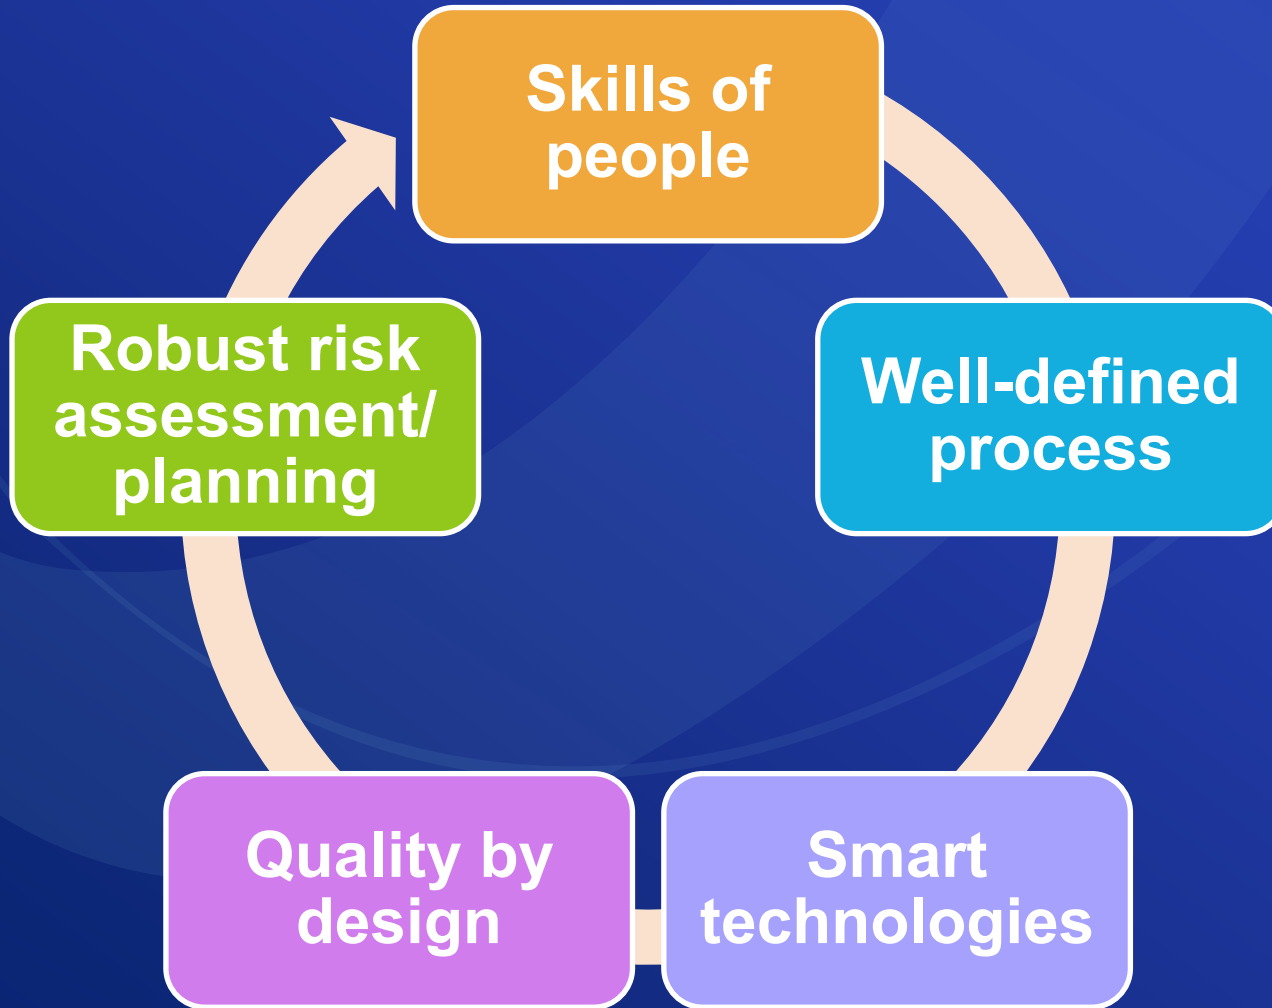 Skills of
people
Well-defined
process
Smart
technologies
Quality by
design
Robust risk
assessment/
planning